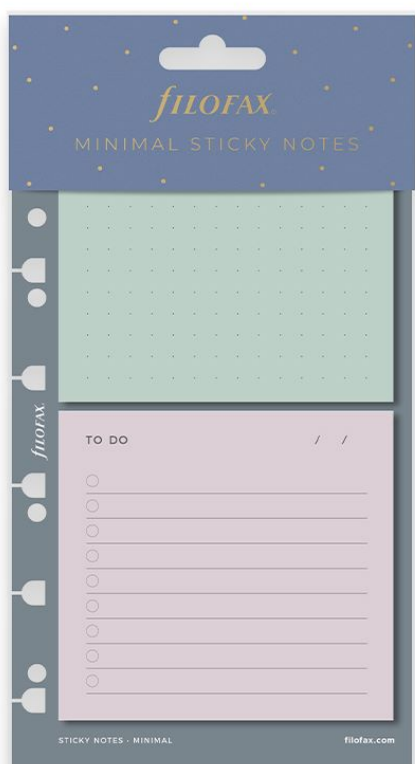 FILOFAX
MINIMAL STICKY NOTES
TO DO / /
FILOFAX
STICKY NOTES - MINIMAL filofax.com